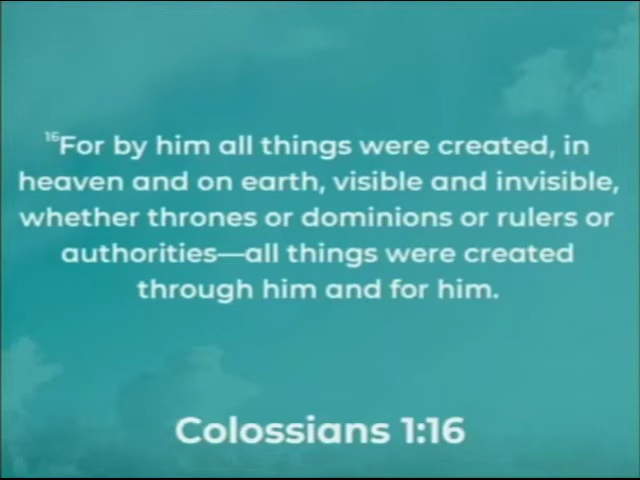 16For by him all things were created, in
heaven and on earth, visible and invisible,
whether thrones or dominions or rulers or
authorities—all things were created
through him and for him.
Colossians 1:16